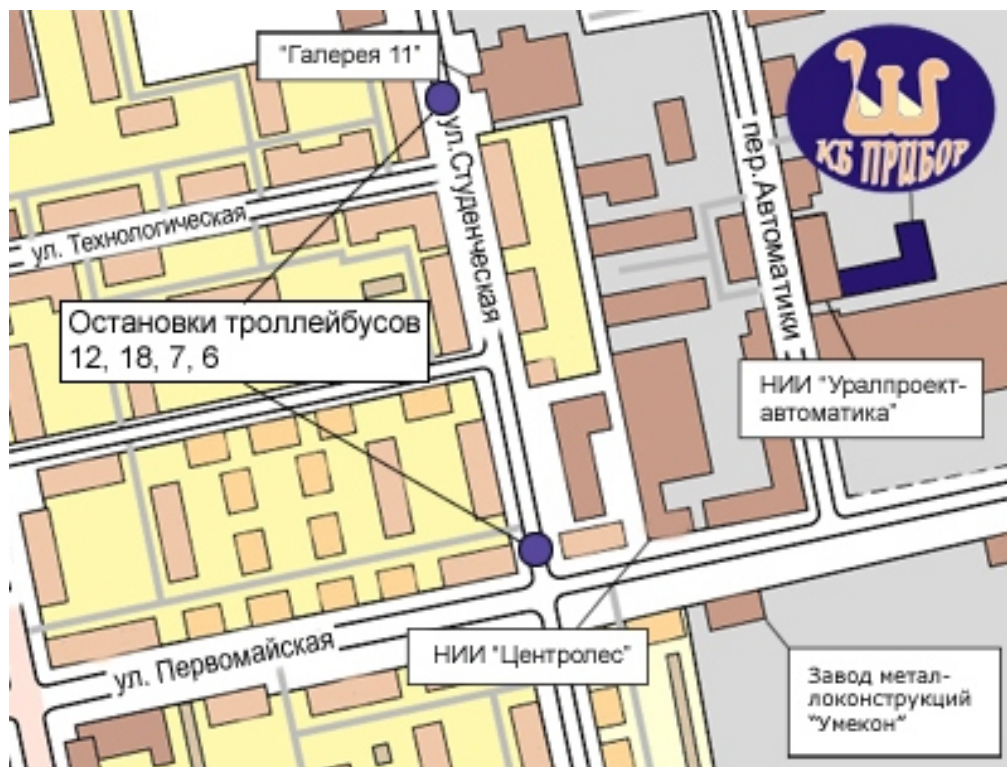 "Галерея 11"
ул.Студенческая
пер.Автоматики
КБ ПРИБОР
ул. Технологическая
Остановки троллейбусов
12, 18, 7, 6
НИИ "Уралпроект-
автоматика"
ул. Первомайская
НИИ "Центролес"
Завод метал-
локонструкций
"Умекон"